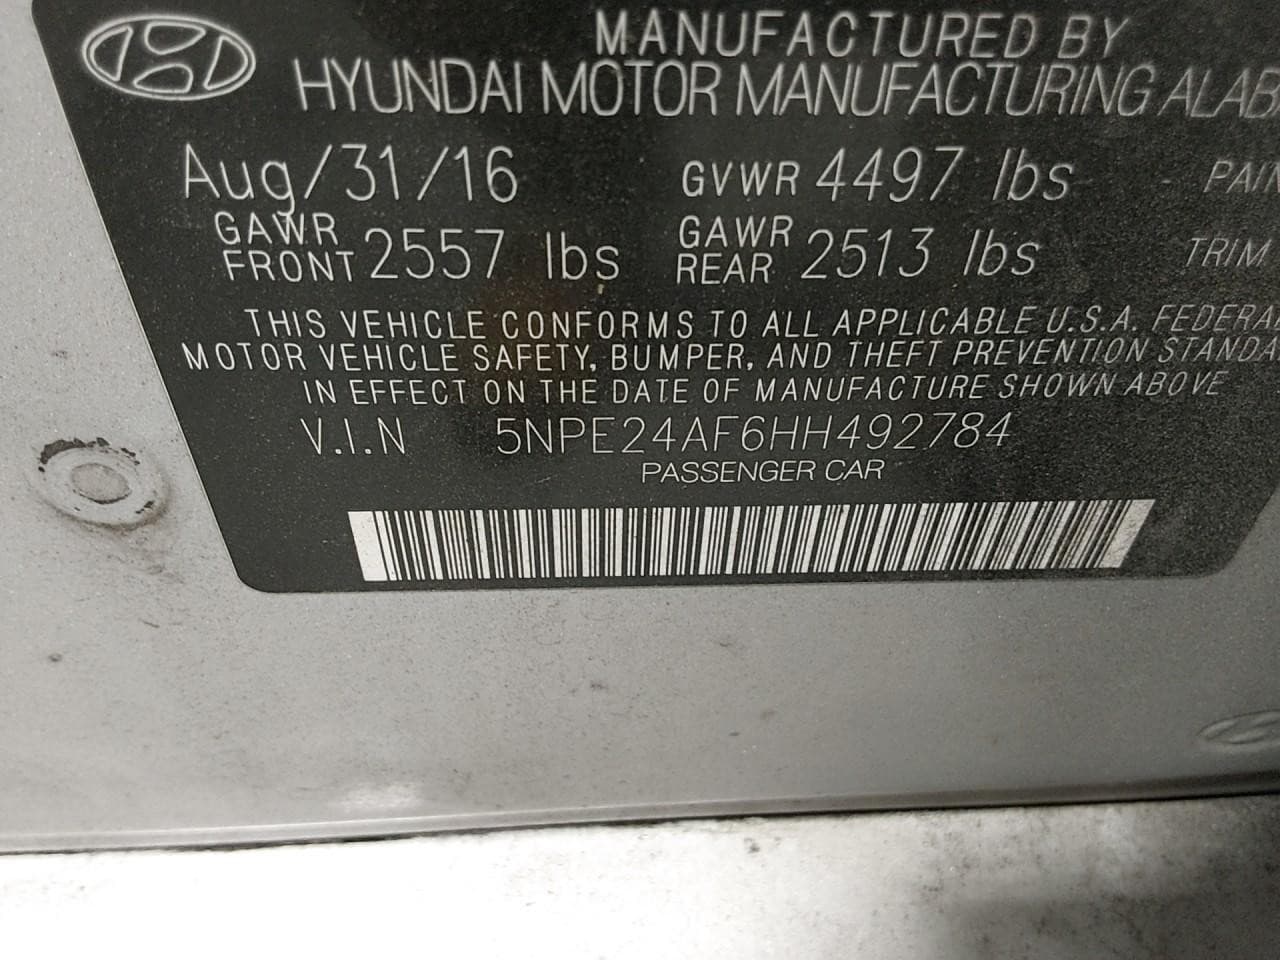 MANUFACTURED BY
HYUNDAI MOTOR MANUFACTURING
Aug/31/16 GVWR 4497 lbs
GAWR FRONT 2557 lbs GAWR REAR 2513 lbs TRIM
THIS VEHICLE CONFORMS TO ALL APPLICABLE U.S.A.
MOTOR VEHICLE SAFETY, BUMPER, AND THEFT PREVENTION
IN EFFECT ON THE DATE OF MANUFACTURE SHOWN ABOVE
V.I.N 5NPE24AF6HH492784
PASSENGER CAR